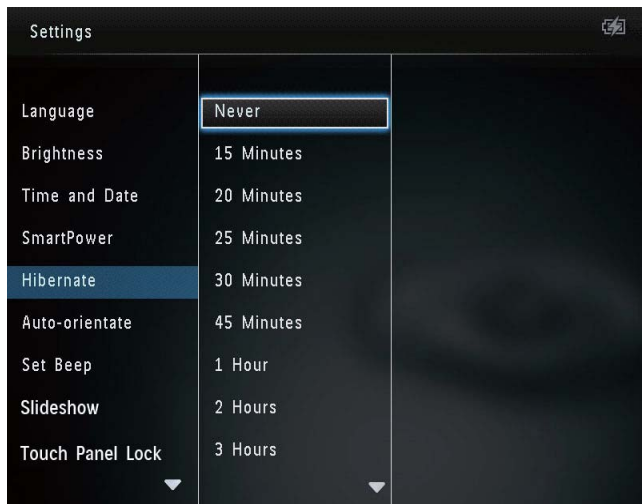 Settings
Language
Brightness
Time and Date
SmartPower
Hibernate
Auto-orientate
Set Beep
Slideshow
Touch Panel Lock
Never
15 Minutes
20 Minutes
25 Minutes
30 Minutes
45 Minutes
1 Hour
2 Hours
3 Hours